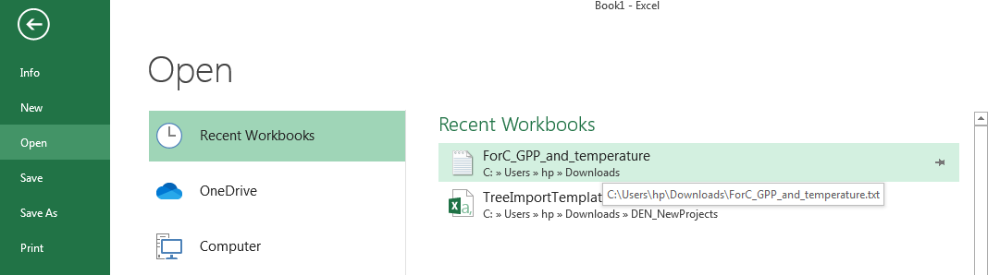 Book1 - Excel
Info
New
Open
Save
Save As
Print
Open
Recent Workbooks
OneDrive
Computer
Recent Workbooks
ForC_GPP_and_temperature
C: » Users » hp » Downloads
TreeImportTemplat
C:\Users\hp\Downloads\ForC_GPP_and_temperature.txt
C: » Users » hp » Downloads » DEN_NewProjects